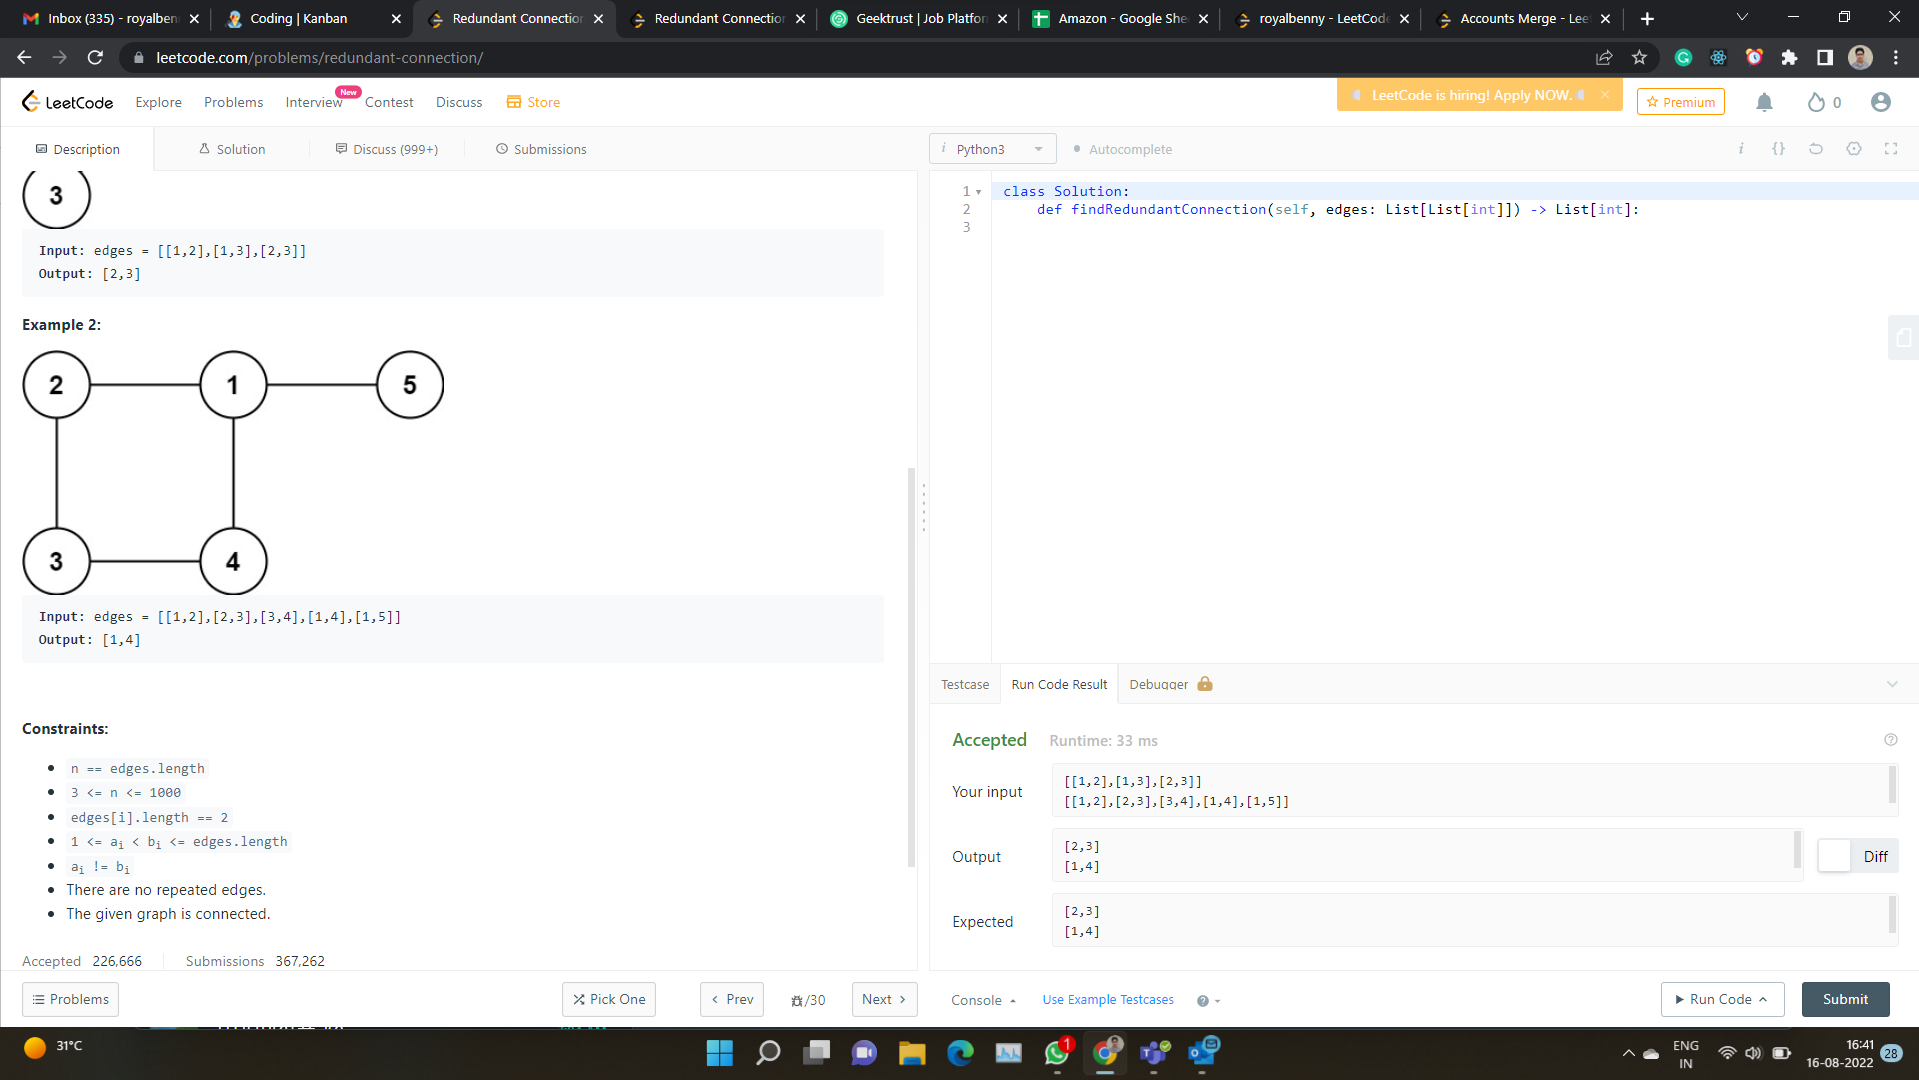 Inbox (335) - royalben
Coding | Kanban
Redundant Connection
Redundant Connection
Geektrust | Job Platfor
Amazon - Google She
royalbenny - LeetCode
Accounts Merge - Lee
leetcode.com/problems/redundant-connection/
LeetCode
Explore
Problems
Interview
New
Contest
Discuss
Store
LeetCode is hiring! Apply NOW.
Premium
0
Description
Solution
Discuss (999+)
Submissions
i Python3
Autocomplete
i
{}
3
Input: edges = [[1,2],[1,3],[2,3]]
Output: [2,3]
Example 2:
2
1
5
3
4
Input: edges = [[1,2],[2,3],[3,4],[1,4],[1,5]]
Output: [1,4]
Constraints:
n == edges.length
3 <= n <= 1000
edges[i].length == 2
1 <= ai < bi <= edges.length
ai != bi
There are no repeated edges.
The given graph is connected.
Accepted 226,666
Submissions 367,262
Problems
Pick One
Prev
/30
Next
1 class Solution:
2 def findRedundantConnection(self, edges: List[List[int]]) -> List[int]:
3
Testcase
Run Code Result
Debugger
Accepted Runtime: 33 ms
Your input
[[1,2],[1,3],[2,3]]
[[1,2],[2,3],[3,4],[1,4],[1,5]]
Output
[2,3]
[1,4]
Diff
Expected
[2,3]
[1,4]
Console
Use Example Testcases
Run Code
Submit
31°C
1
ENG
IN
16:41
16-08-2022
28